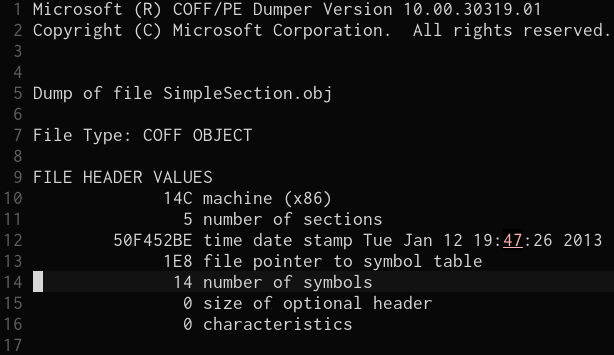 1 Microsoft (R) COFF/PE Dumper Version 10.00.30319.01
2 Copyright (C) Microsoft Corporation.  All rights reserved.
3
4
5 Dump of file SimpleSection.obj
6
7 File Type: COFF OBJECT
8
9 FILE HEADER VALUES
10              14C machine (x86)
11                5 number of sections
12         50F452BE time date stamp Tue Jan 12 19:47:26 2013
13              1E8 file pointer to symbol table
14               14 number of symbols
15                0 size of optional header
16                0 characteristics
17